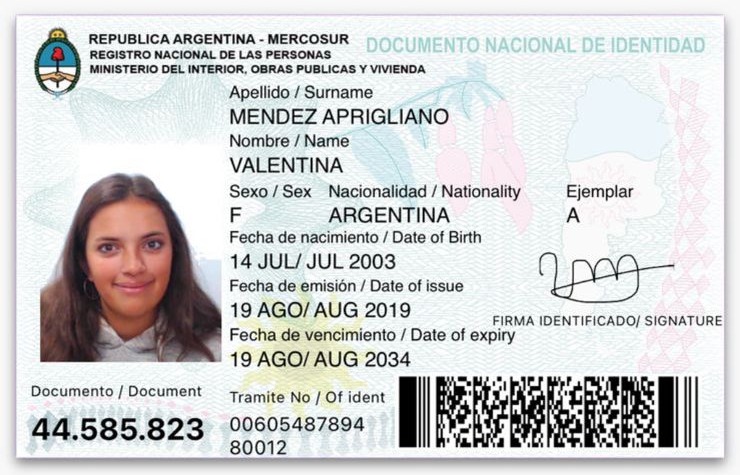 REPUBLICA ARGENTINA - MERCOSUR
REGISTRO NACIONAL DE LAS PERSONAS
MINISTERIO DEL INTERIOR, OBRAS PUBLICAS Y VIVIENDA
DOCUMENTO NACIONAL DE IDENTIDAD
Apellido / Surname
MENDEZ APRIGLIANO
Nombre / Name
VALENTINA
Sexo / Sex Nacionalidad / Nationality Ejemplar
F ARGENTINA A
Fecha de nacimiento / Date of Birth
14 JUL/ JUL 2003
Fecha de emisión / Date of issue
19 AGO/ AUG 2019
FIRMA IDENTIFICADO/ SIGNATURE
Fecha de vencimiento / Date of expiry
19 AGO/ AUG 2034
Documento / Document
44.585.823
Tramite No / Of ident
00605487894
80012